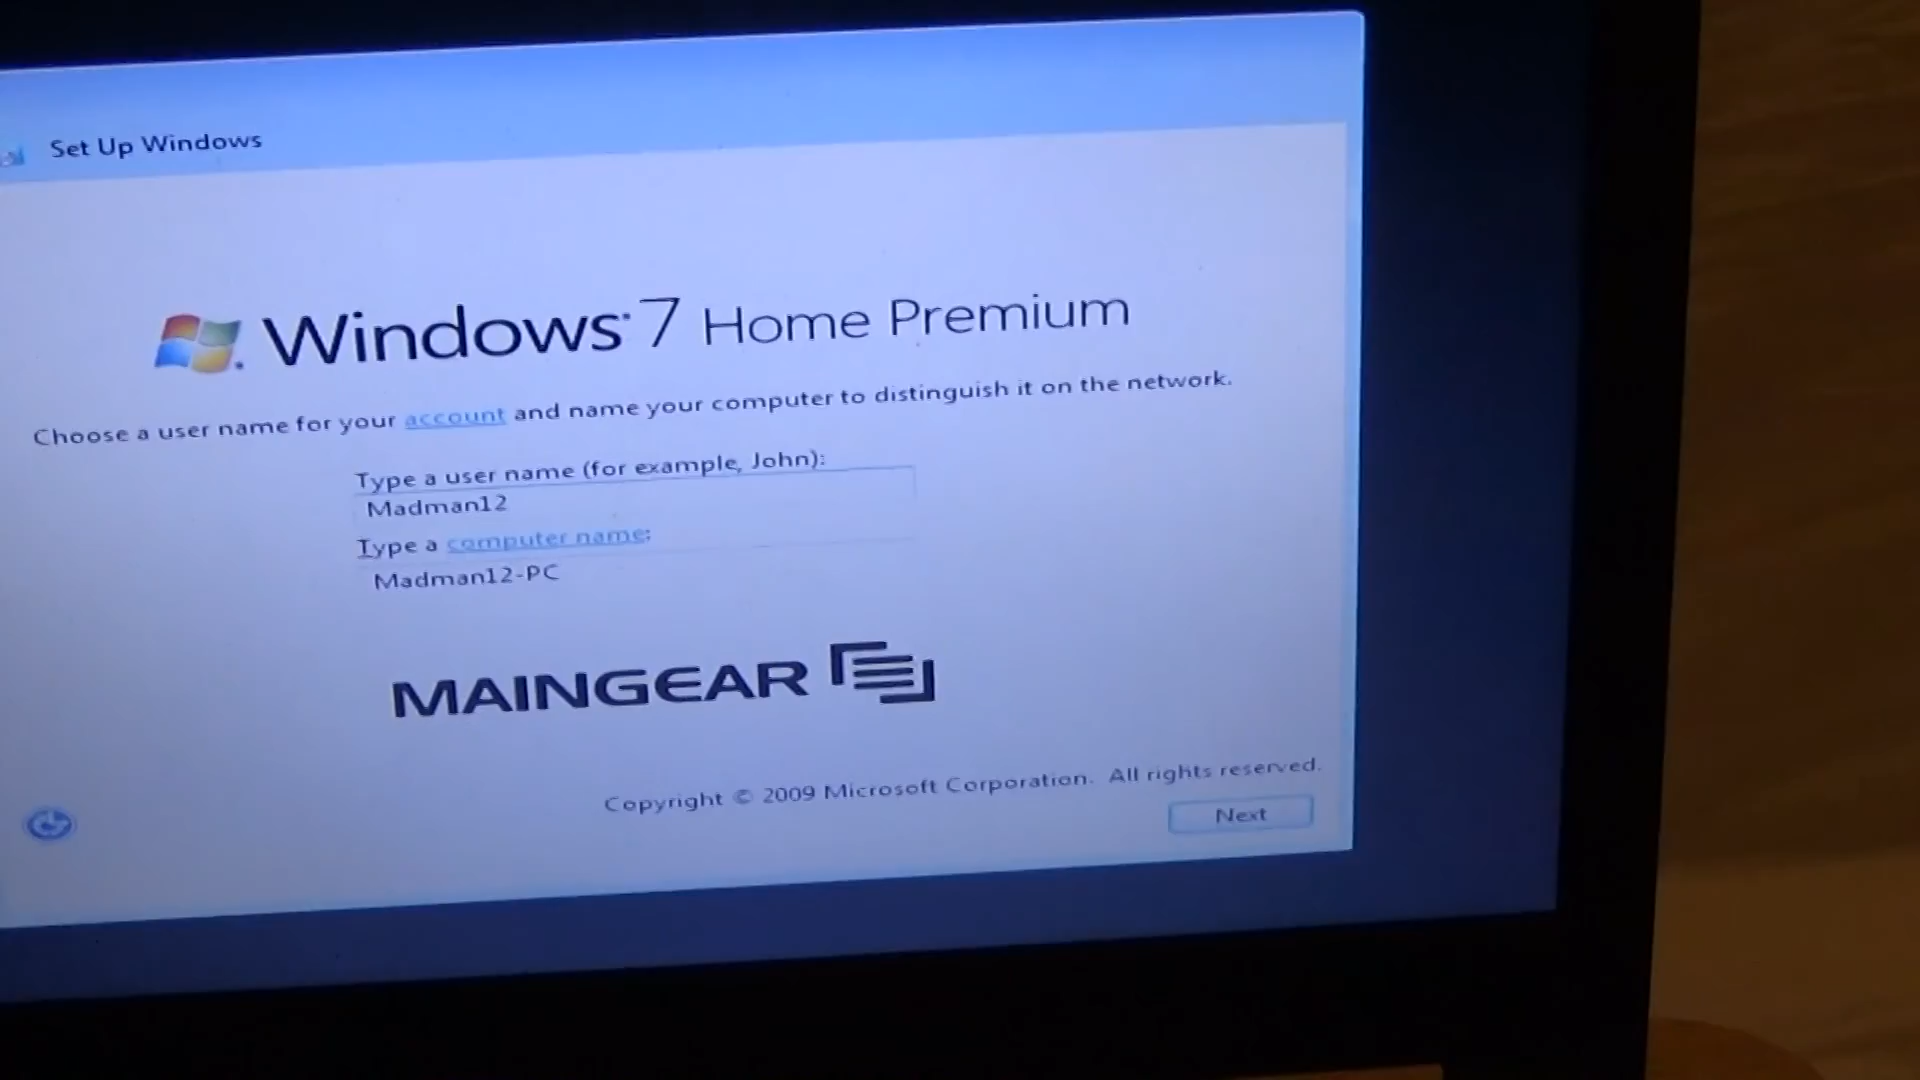 Set Up Windows
Windows 7 Home Premium
Choose a user name for your account and name your computer to distinguish it on the network.
Type a user name (for example, John):
Madman12
Type a computer name:
Madman12-PC
MAINGEAR
Copyright © 2009 Microsoft Corporation. All rights reserved.
Next